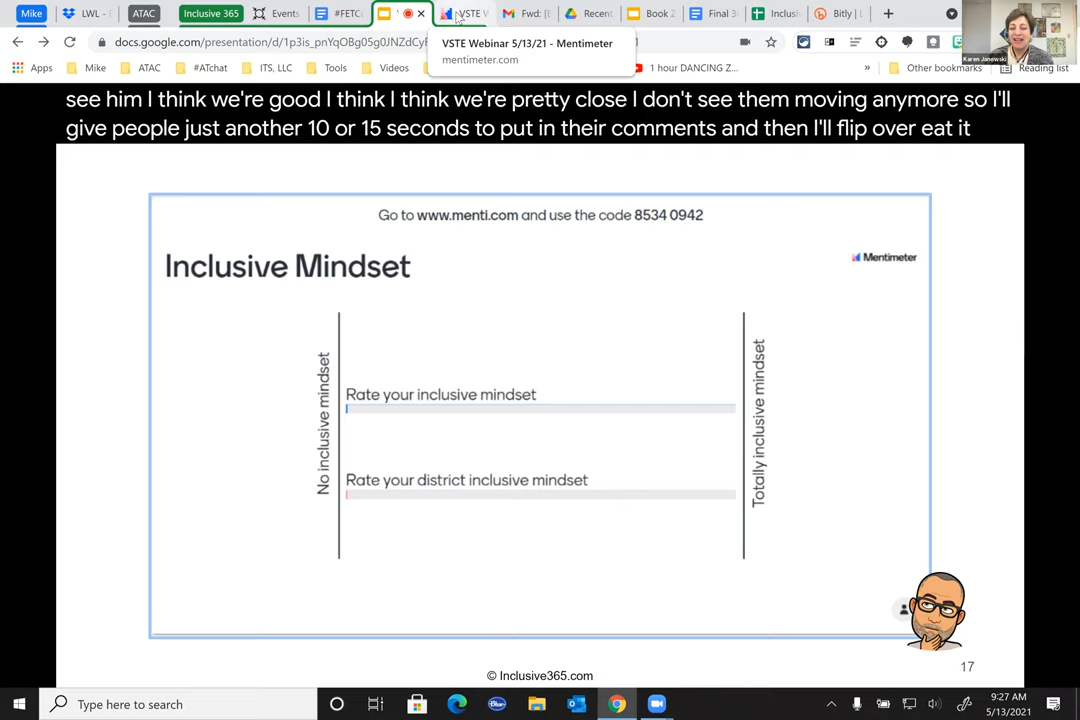 Mike
LWL -
ATAC
Inclusive 365
Events
#FETC
VSTE W
Fwd: [E
Recent
Book 2
Final 3
Inclusi
Bitly | L
docs.google.com/presentation/d/1p3is_pnYqOBg05g0JNZdCyF
VSTE Webinar 5/13/21 - Mentimeter
mentimeter.com
Karen Janowski
Apps
Mike
ATAC
#ATchat
ITS, LLC
Tools
Videos
1 hour DANCING Z...
»
Other bookmarks
Reading list
see him I think we're good I think I think we're pretty close I don't see them moving anymore so I'll
give people just another 10 or 15 seconds to put in their comments and then I'll flip over eat it
Go to www.menti.com and use the code 8534 0942
Inclusive Mindset
Mentimeter
No inclusive mindset
Rate your inclusive mindset
Rate your district inclusive mindset
Totally inclusive mindset
© Inclusive365.com
17
Type here to search
9:27 AM
5/13/2021